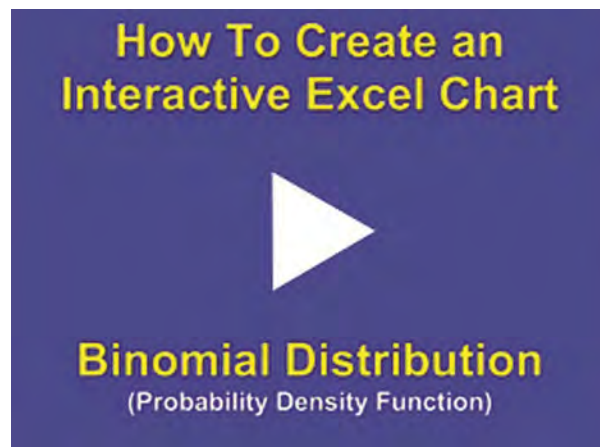 How To Create an
Interactive Excel Chart
Binomial Distribution
(Probability Density Function)